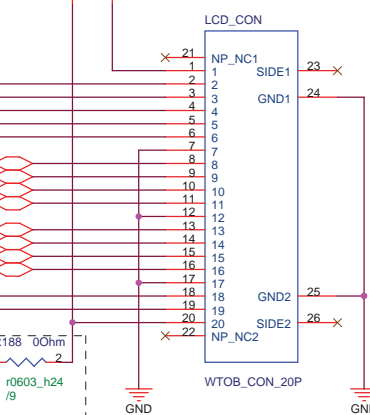 LCD_CON
21 NP_NC1
1 1 SIDE1 23
2 2
3 3 GND1 24
4 4
5 5
6 6
7 7
8 8
9 9
10 10
11 11
12 12
13 13
14 14
15 15
16 16
17 17
18 18 GND2 25
19 19
20 20 SIDE2 26
22 NP_NC2
188 0Ohm
2
r0603_h24
/9
WTOB_CON_20P
GND